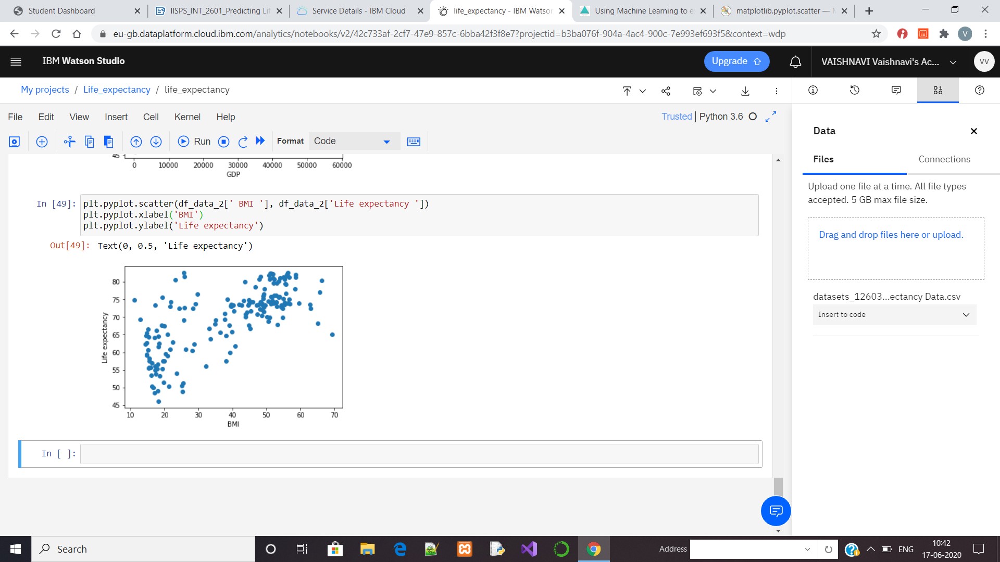 Student Dashboard
IISPS_INT_2601_Predicting Lif
Service Details - IBM Cloud
life_expectancy - IBM Watson
Using Machine Learning to e
matplotlib.pyplot.scatter — M
eu-gb.dataplatform.cloud.ibm.com/analytics/notebooks/v2/42c733af-2cf7-47e9-857c-6bba42f3f8e7?projectid=b3ba076f-904a-4ac4-900c-7e993ef693f5&context=wdp
V
IBM Watson Studio
Upgrade
VAISHNAVI Vaishnavi's Ac...
VV
My projects / Life_expectancy / life_expectancy
File Edit View Insert Cell Kernel Help
Trusted | Python 3.6
Run
Format
Code
45
0 10000 20000 30000 40000 50000 60000
GDP
In [49]: plt.pyplot.scatter(df_data_2[' BMI '], df_data_2['Life expectancy '])
plt.pyplot.xlabel('BMI')
plt.pyplot.ylabel('Life expectancy')
Out[49]: Text(0, 0.5, 'Life expectancy')
80
75
70
65
60
55
50
45
Life expectancy
10 20 30 40 50 60 70
BMI
In [ ]:
Data
Files
Connections
Upload one file at a time. All file types
accepted. 5 GB max file size.
Drag and drop files here or upload.
datasets_12603...ectancy Data.csv
Insert to code
Search
Address
ENG
10:42
17-06-2020